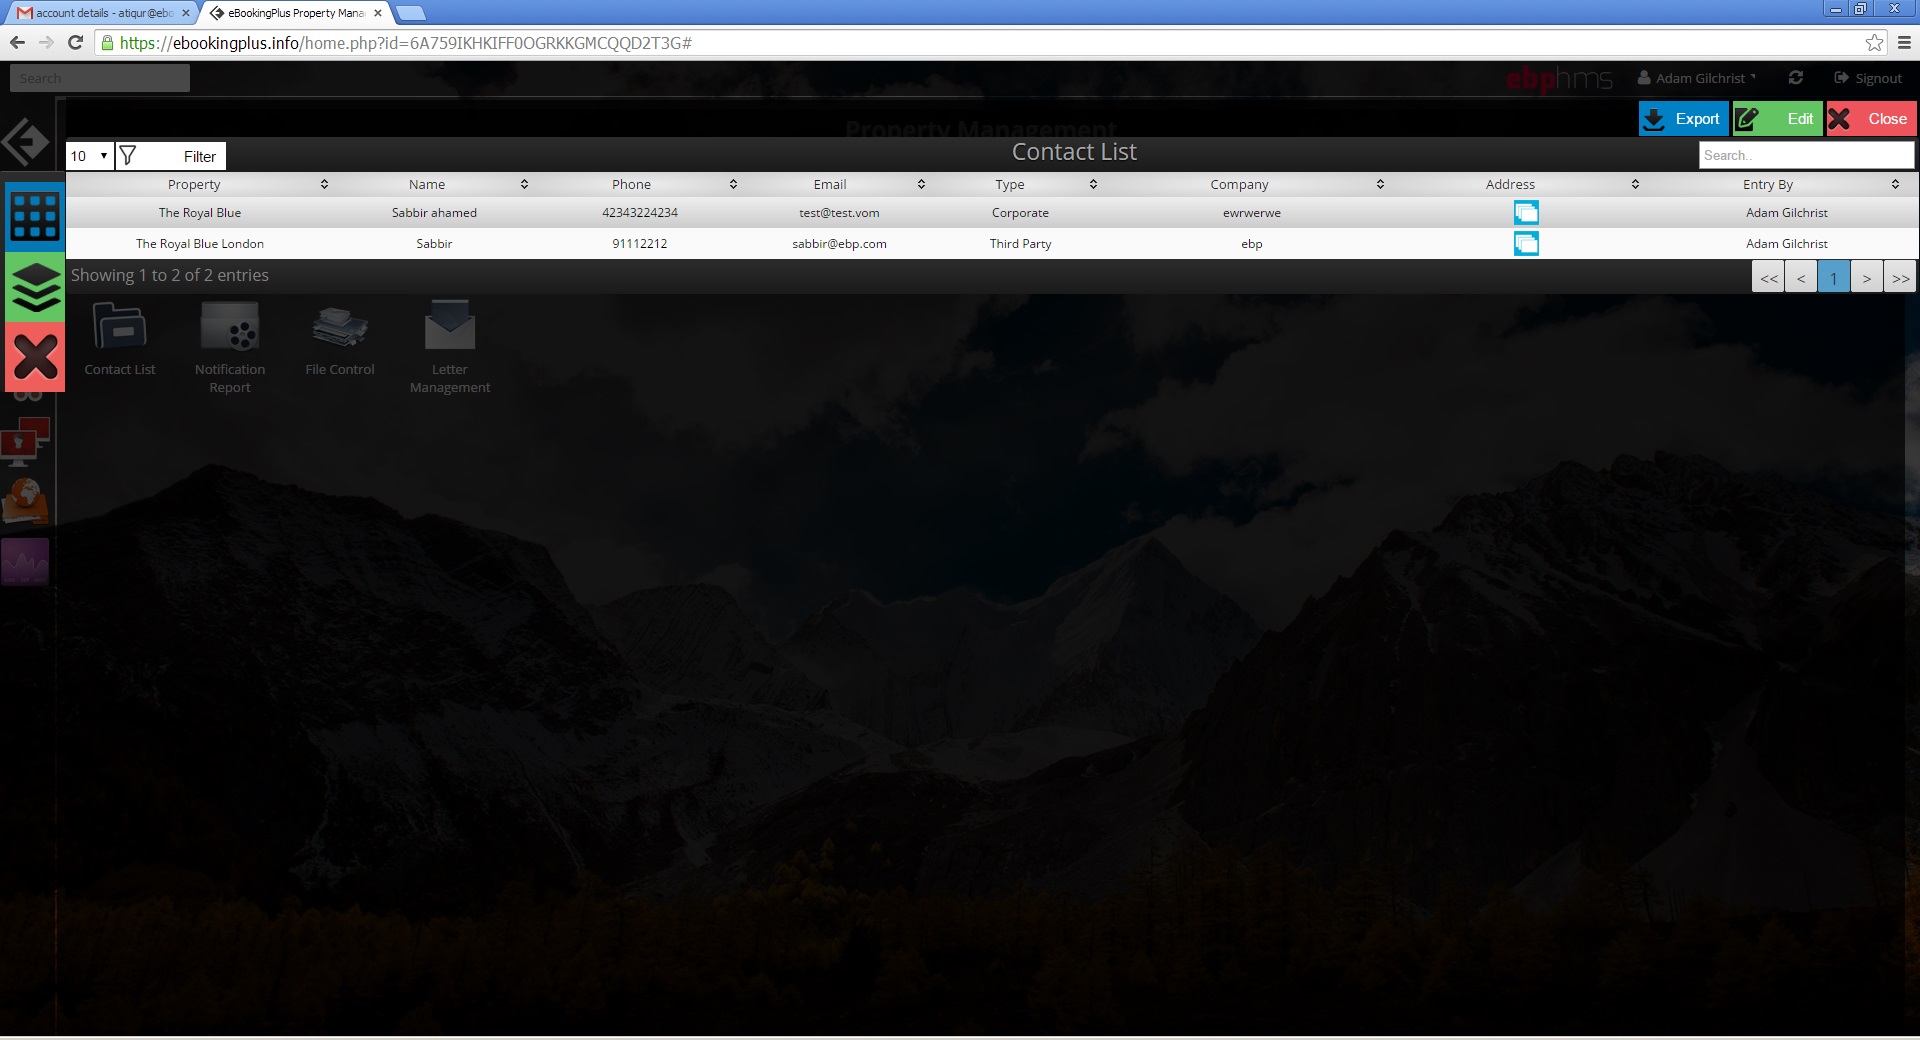 account details - atiqur@ebo
eBookingPlus Property Mana
https://ebookingplus.info/home.php?id=6A759IKHKIFF0OGRKKGMCQQD2T3G#
Search
ebphms
Adam Gilchrist
Signout
Property Management
Export
Edit
Close
10
Filter
Contact List
Search..
Property Name Phone Email Type Company Address Entry By
The Royal Blue Sabbir ahamed 42343224234 test@test.vom Corporate ewrwerwe Adam Gilchrist
The Royal Blue London Sabbir 91112212 sabbir@ebp.com Third Party ebp Adam Gilchrist
Showing 1 to 2 of 2 entries
<< < 1 > >>
Contact List
Notification
Report
File Control
Letter
Management